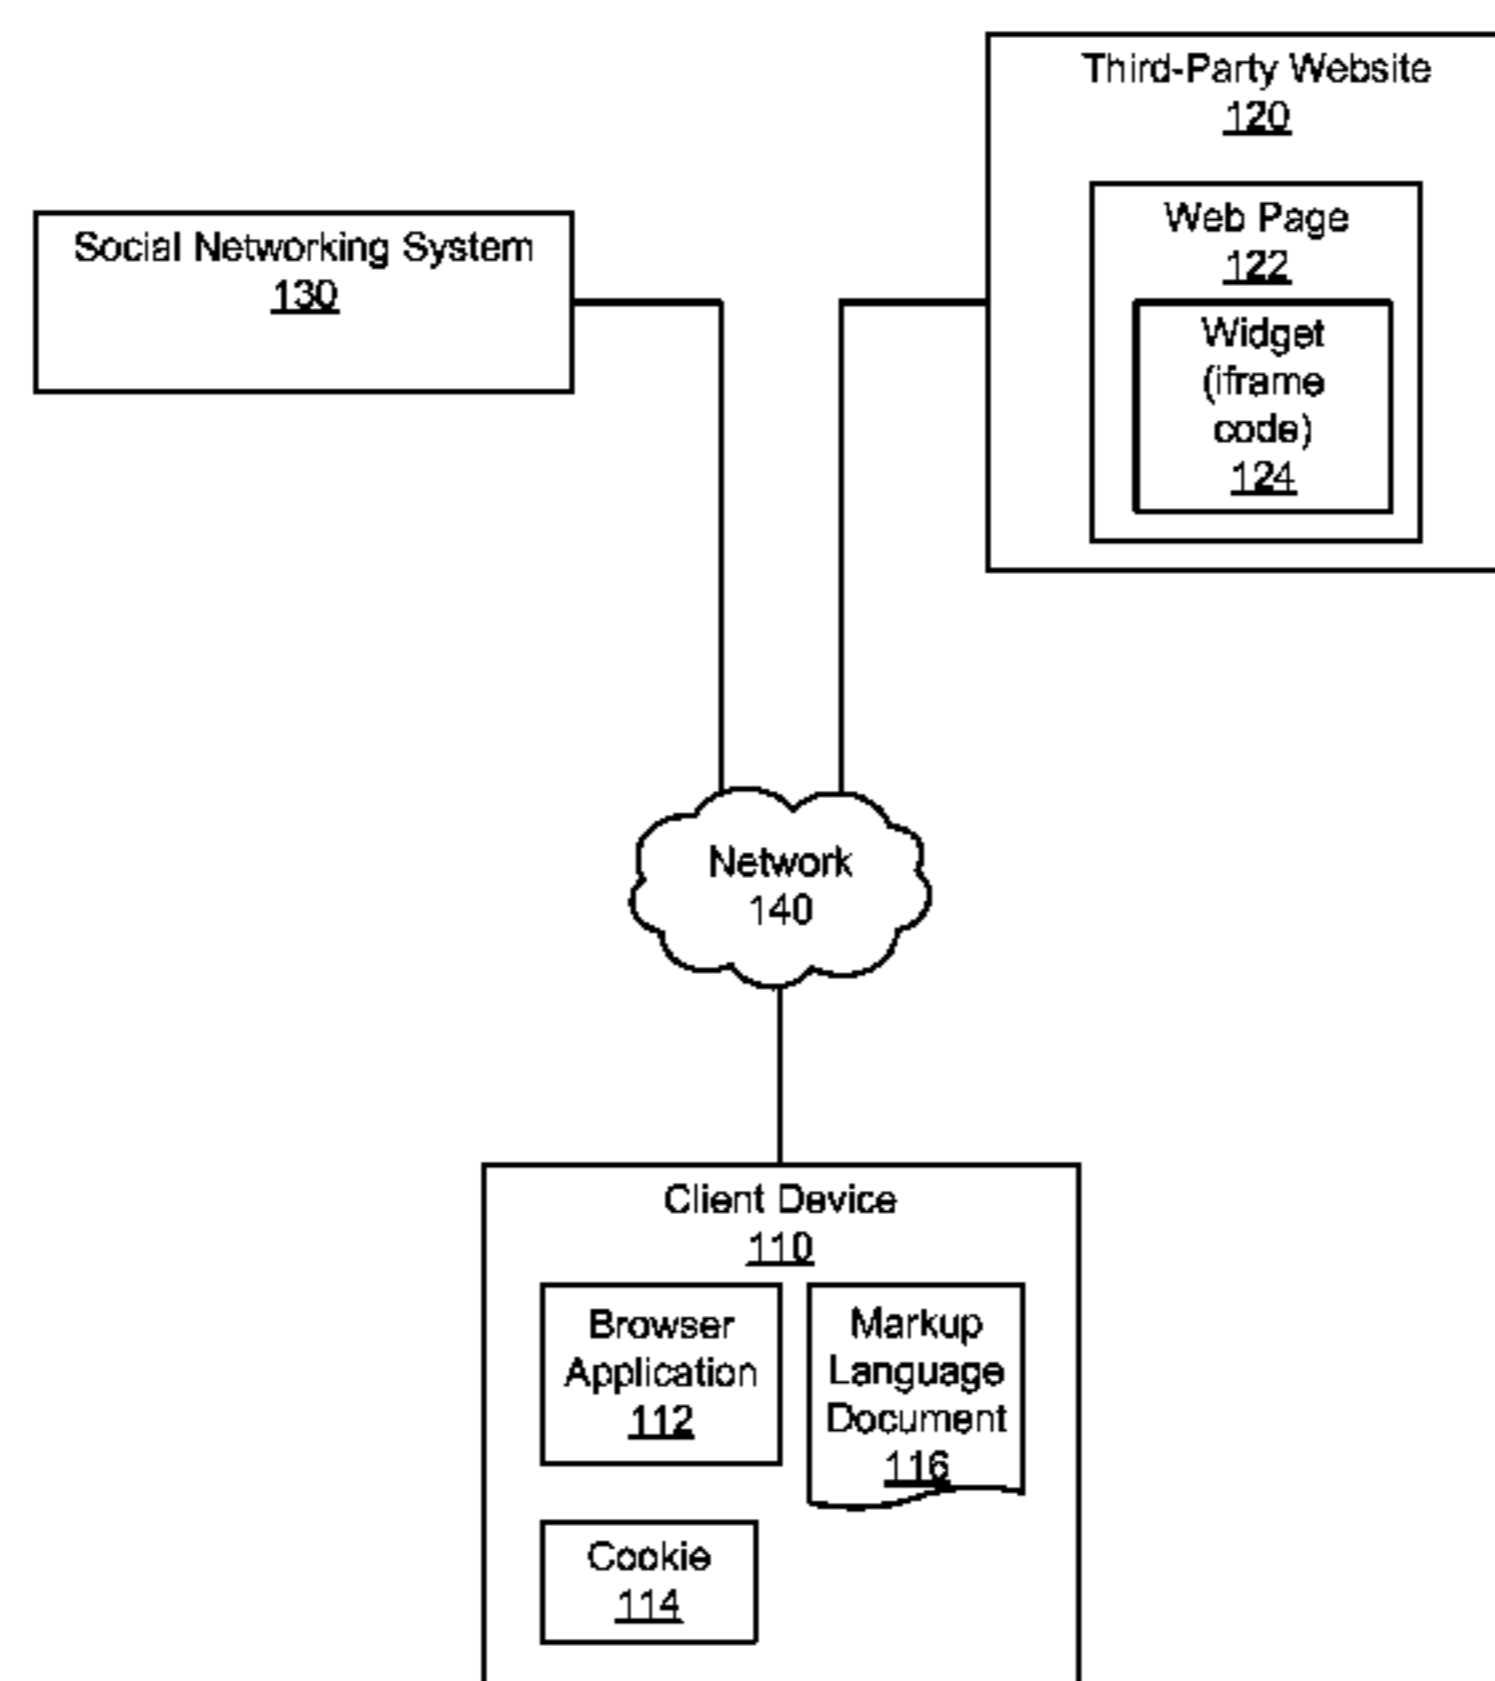 Third-Party Website
120
Web Page
122
Widget
(iframe
code)
124
Social Networking System
130
Network
140
Client Device
110
Browser
Application
112
Markup
Language
Document
116
Cookie
114